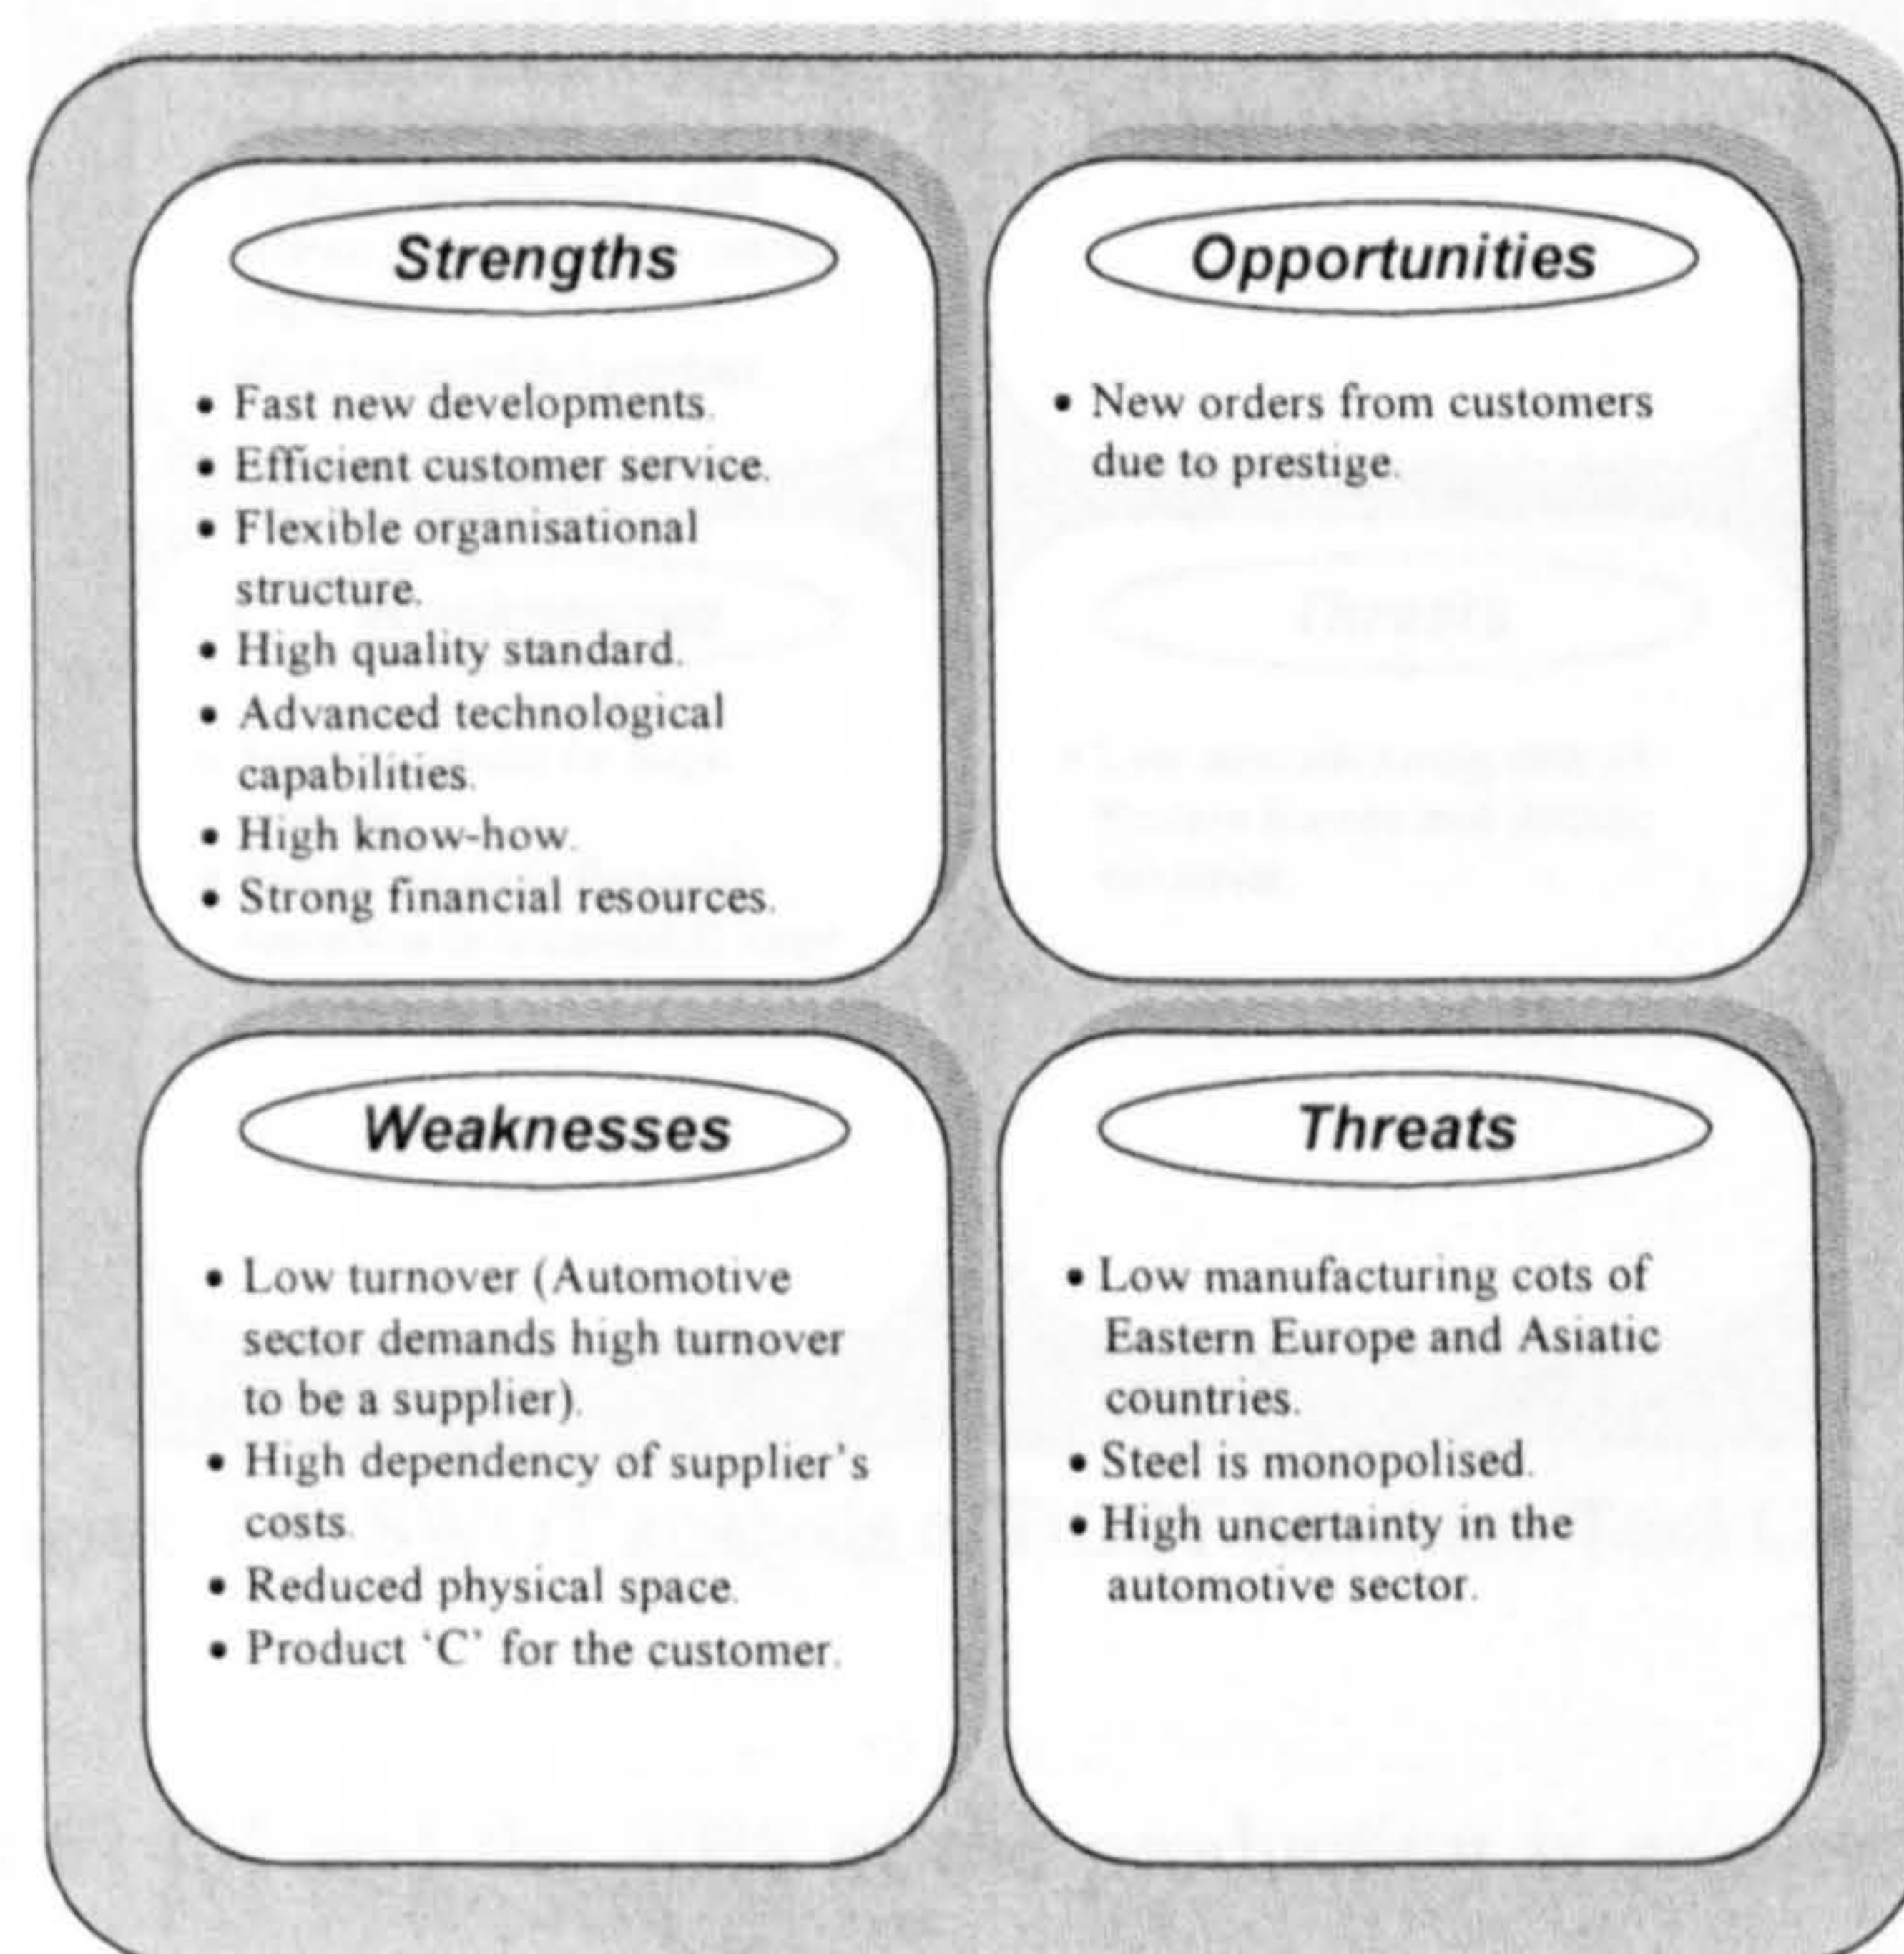 Strengths
• Fast new developments.
• Efficient customer service.
• Flexible organisational
structure.
• High quality standard.
• Advanced technological
capabilities.
• High know-how.
• Strong financial resources.
Opportunities
• New orders from customers
due to prestige.
Weaknesses
• Low turnover (Automotive
sector demands high turnover
to be a supplier).
• High dependency of supplier's
costs.
• Reduced physical space.
• Product ‘C’ for the customer.
Threats
• Low manufacturing cots of
Eastern Europe and Asiatic
countries.
• Steel is monopolised.
• High uncertainty in the
automotive sector.